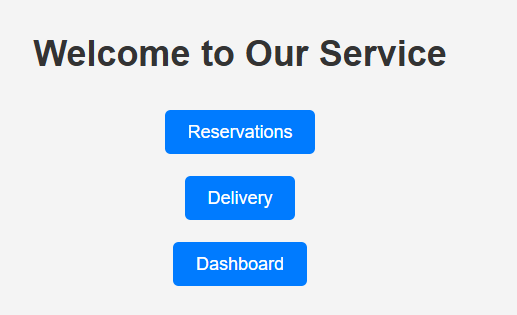 Welcome to Our Service
Reservations
Delivery
Dashboard